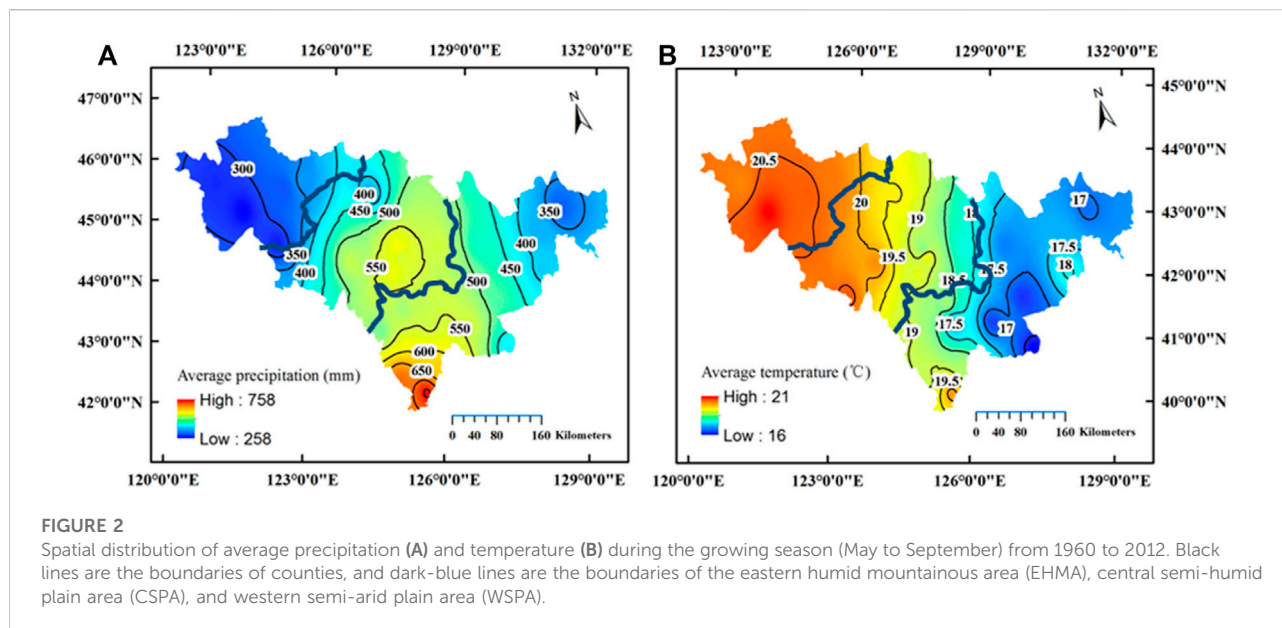 A
123°0'0"E 126°0'0"E 129°0'0"E 132°0'0"E
47°0'0"N
46°0'0"N
45°0'0"N
44°0'0"N
43°0'0"N
42°0'0"N
N
300
400
450 500
350
400
550
350
400
450
500
550
600
650
Average precipitation (mm)
High : 758
Low : 258
0 40 80 160 Kilometers
120°0'0"E 123°0'0"E 126°0'0"E 129°0'0"E
B
123°0'0"E 126°0'0"E 129°0'0"E 132°0'0"E
45°0'0"N
44°0'0"N
43°0'0"N
42°0'0"N
41°0'0"N
40°0'0"N
N
20.5
20
19
18
17
17.5
18
19.5
18.5
17.5
19
17.5
17
19.5
Average temperature (℃)
High : 21
Low : 16
0 40 80 160 Kilometers
120°0'0"E 123°0'0"E 126°0'0"E 129°0'0"E
FIGURE 2
Spatial distribution of average precipitation (A) and temperature (B) during the growing season (May to September) from 1960 to 2012. Black
lines are the boundaries of counties, and dark-blue lines are the boundaries of the eastern humid mountainous area (EHMA), central semi-humid
plain area (CSPA), and western semi-arid plain area (WSPA).